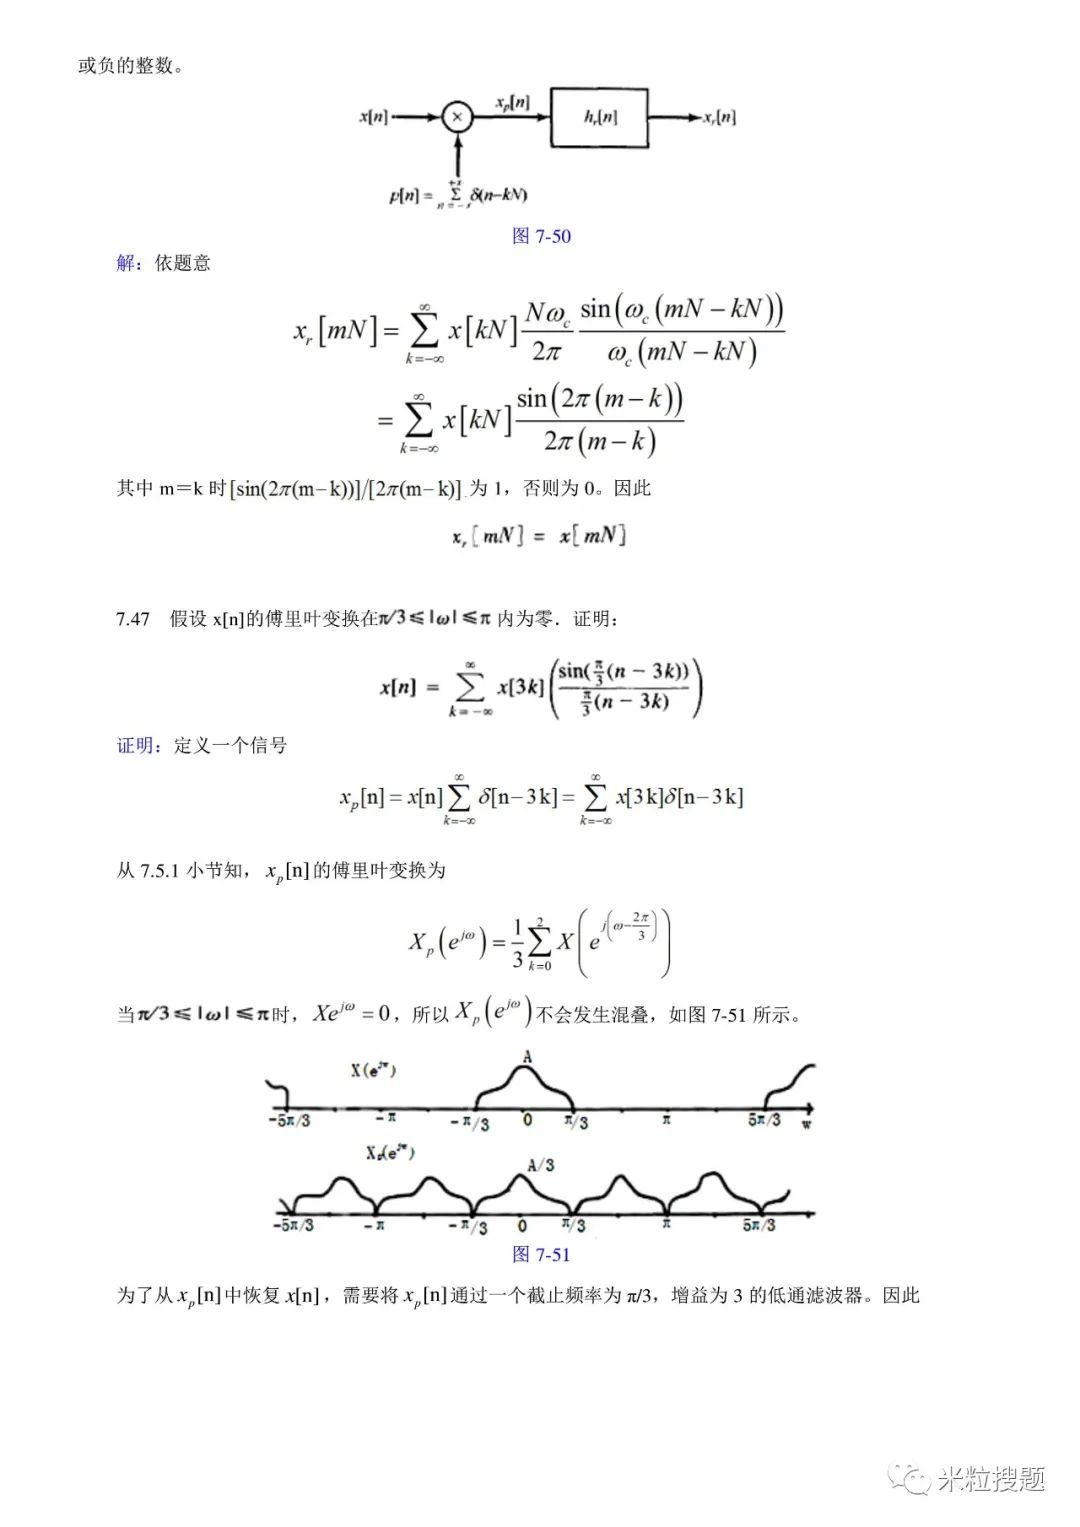 或负的整数。
x[n] × xₚ[n] hᵣ[n] xᵣ[n]
p[n] = Σ δ(n−kN)
图 7-50
解：依题意
xᵣ[mN] = Σ_{k=−∞}^{∞} x[kN] (Nω_c / 2π) (sin(ω_c(mN−kN)) / ω_c(mN−kN))
= Σ_{k=−∞}^{∞} x[kN] sin(2π(m−k)) / 2π(m−k)
其中 m＝k 时[sin(2π(m−k))]/[2π(m−k)] 为 1，否则为 0。因此
xᵣ[mN] = x[mN]
7.47 假设 x[n]的傅里叶变换在π/3≤|ω|≤π 内为零．证明：
x[n] = Σ_{k=−∞}^{∞} x[3k] (sin(π/3 (n − 3k)) / π/3 (n − 3k))
证明：定义一个信号
xₚ[n] = x[n] Σ_{k=−∞}^{∞} δ[n−3k] = Σ_{k=−∞}^{∞} x[3k]δ[n−3k]
从 7.5.1 小节知， xₚ[n]的傅里叶变换为
Xₚ(e^{jω}) = 1/3 Σ_{k=0}^{2} X(e^{j(ω−2π/3)})
当π/3≤|ω|≤π时， Xe^{jω} = 0，所以 Xₚ(e^{jω})不会发生混叠，如图 7-51 所示。
X(e^{jw}) A
-5π/3 -π -π/3 0 π/3 π 5π/3 w
Xₚ(e^{jw}) A/3
-5π/3 -π -π/3 0 π/3 π 5π/3
图 7-51
为了从 xₚ[n]中恢复 x[n]，需要将 xₚ[n]通过一个截止频率为 π/3，增益为 3 的低通滤波器。因此
米粒搜题